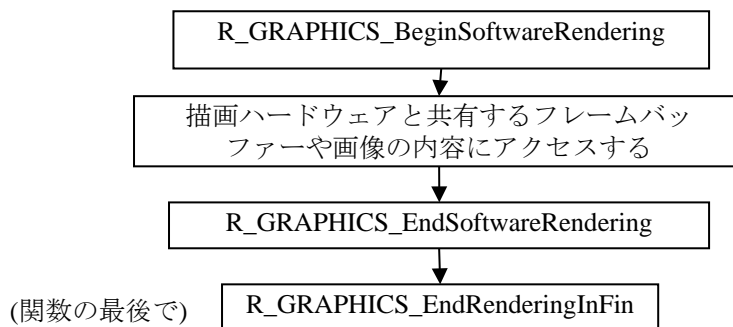 R_GRAPHICS_BeginSoftwareRendering
描画ハードウェアと共有するフレームバッ
ファーや画像の内容にアクセスする
R_GRAPHICS_EndSoftwareRendering
(関数の最後で) R_GRAPHICS_EndRenderingInFin